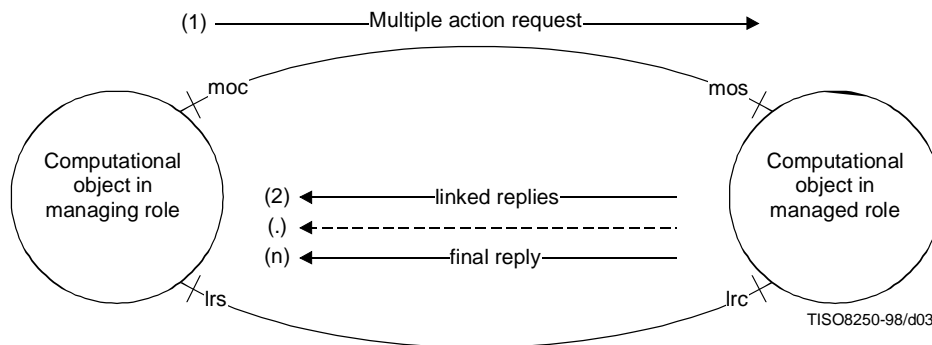 (1) Multiple action request
moc
mos
Computational
object in
managing role
Computational
object in
managed role
(2) linked replies
(.)
(n) final reply
lrs
lrc
TISO8250-98/d03